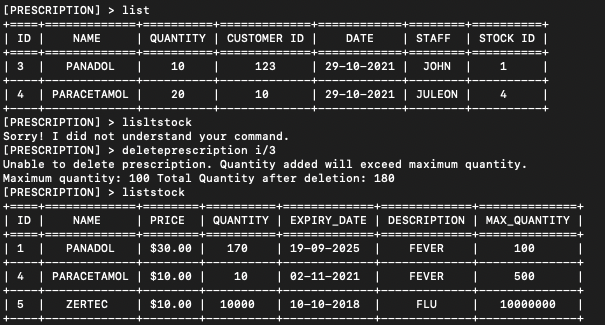 [PRESCRIPTION] > list
+====+==============+==========+=============+============+========+==========+
| ID | NAME | QUANTITY | CUSTOMER ID | DATE | STAFF | STOCK ID |
+====+==============+==========+=============+============+========+==========+
| 3 | PANADOL | 10 | 123 | 29-10-2021 | JOHN | 1 |
+----+--------------+----------+-------------+------------+--------+----------+
| 4 | PARACETAMOL | 20 | 10 | 29-10-2021 | JULEON | 4 |
+----+--------------+----------+-------------+------------+--------+----------+
[PRESCRIPTION] > lisltstock
Sorry! I did not understand your command.
[PRESCRIPTION] > deleteprescription i/3
Unable to delete prescription. Quantity added will exceed maximum quantity.
Maximum quantity: 100 Total Quantity after deletion: 180
[PRESCRIPTION] > liststock
+====+=============+========+==========+=============+=============+==============+
| ID | NAME | PRICE | QUANTITY | EXPIRY_DATE | DESCRIPTION | MAX_QUANTITY |
+====+=============+========+==========+=============+=============+==============+
| 1 | PANADOL | $30.00 | 170 | 19-09-2025 | FEVER | 100 |
+----+-------------+--------+----------+-------------+-------------+--------------+
| 4 | PARACETAMOL | $10.00 | 10 | 02-11-2021 | FEVER | 500 |
+----+-------------+--------+----------+-------------+-------------+--------------+
| 5 | ZERTEC | $10.00 | 10000 | 10-10-2018 | FLU | 10000000 |
+----+-------------+--------+----------+-------------+-------------+--------------+